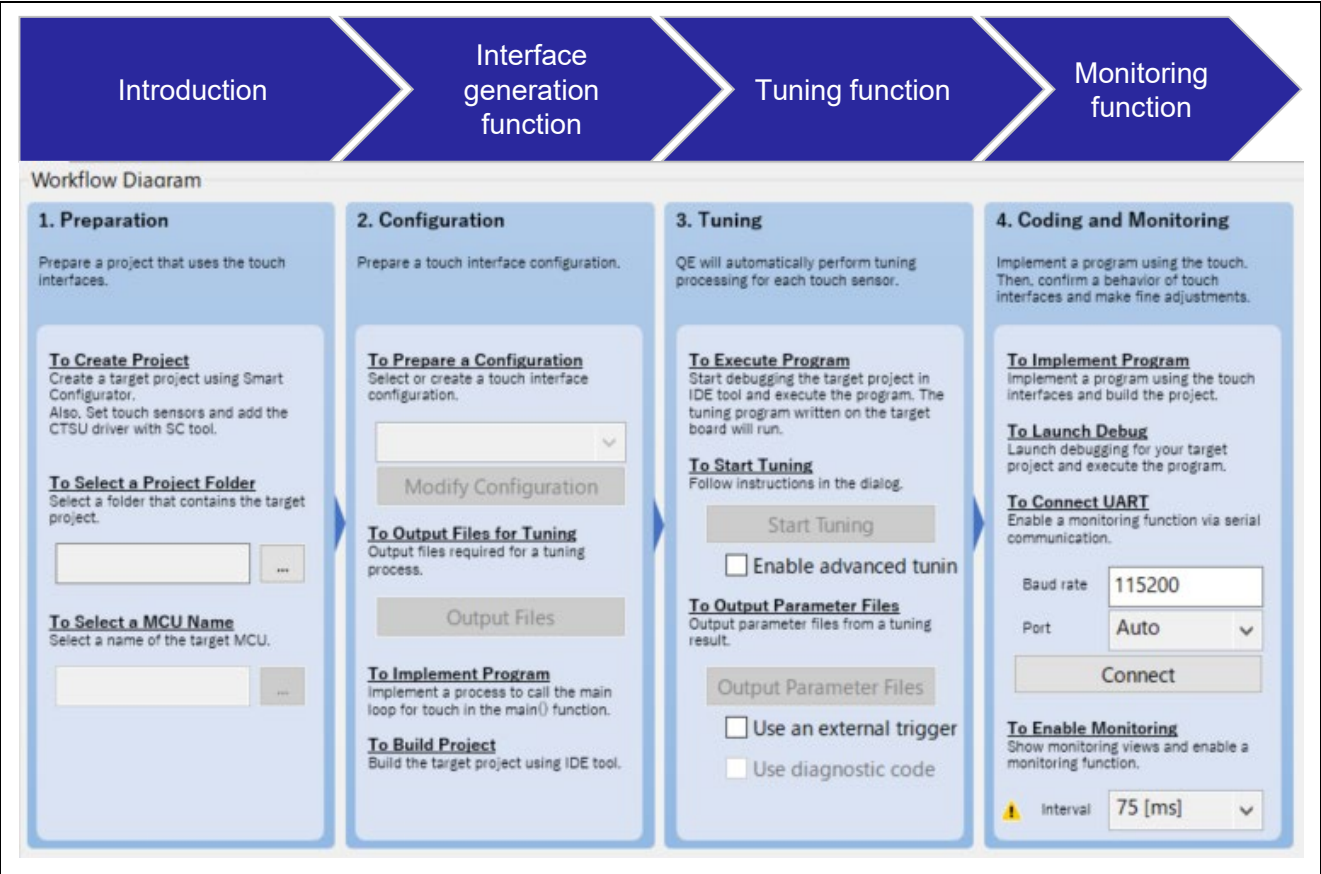 Introduction
Interface
generation
function
Tuning function
Monitoring
function
Workflow Diagram
1. Preparation
Prepare a project that uses the touch
interfaces.
To Create Project
Create a target project using Smart
Configurator.
Also, Set touch sensors and add the
CTSU driver with SC tool.
To Select a Project Folder
Select a folder that contains the target
project.
...
To Select a MCU Name
Select a name of the target MCU.
...
2. Configuration
Prepare a touch interface configuration.
To Prepare a Configuration
Select or create a touch interface
configuration.
Modify Configuration
To Output Files for Tuning
Output files required for a tuning
process.
Output Files
To Implement Program
Implement a process to call the main
loop for touch in the main() function.
To Build Project
Build the target project using IDE tool.
3. Tuning
QE will automatically perform tuning
processing for each touch sensor.
To Execute Program
Start debugging the target project in
IDE tool and execute the program. The
tuning program written on the target
board will run.
To Start Tuning
Follow instructions in the dialog.
Start Tuning
Enable advanced tunin
To Output Parameter Files
Output parameter files from a tuning
result.
Output Parameter Files
Use an external trigger
Use diagnostic code
4. Coding and Monitoring
Implement a program using the touch.
Then, confirm a behavior of touch
interfaces and make fine adjustments.
To Implement Program
Implement a program using the touch
interfaces and build the project.
To Launch Debug
Launch debugging for your target
project and execute the program.
To Connect UART
Enable a monitoring function via serial
communication.
Baud rate 115200
Port Auto
Connect
To Enable Monitoring
Show monitoring views and enable a
monitoring function.
Interval 75 [ms]